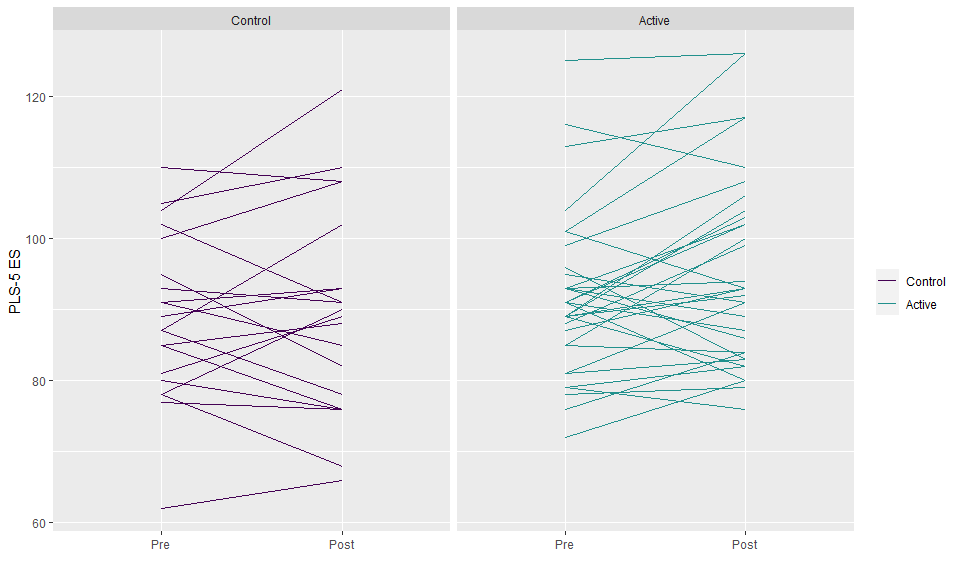 Control
Active
PLS-5 ES
120
100
80
60
Pre
Post
Pre
Post
Control
Active